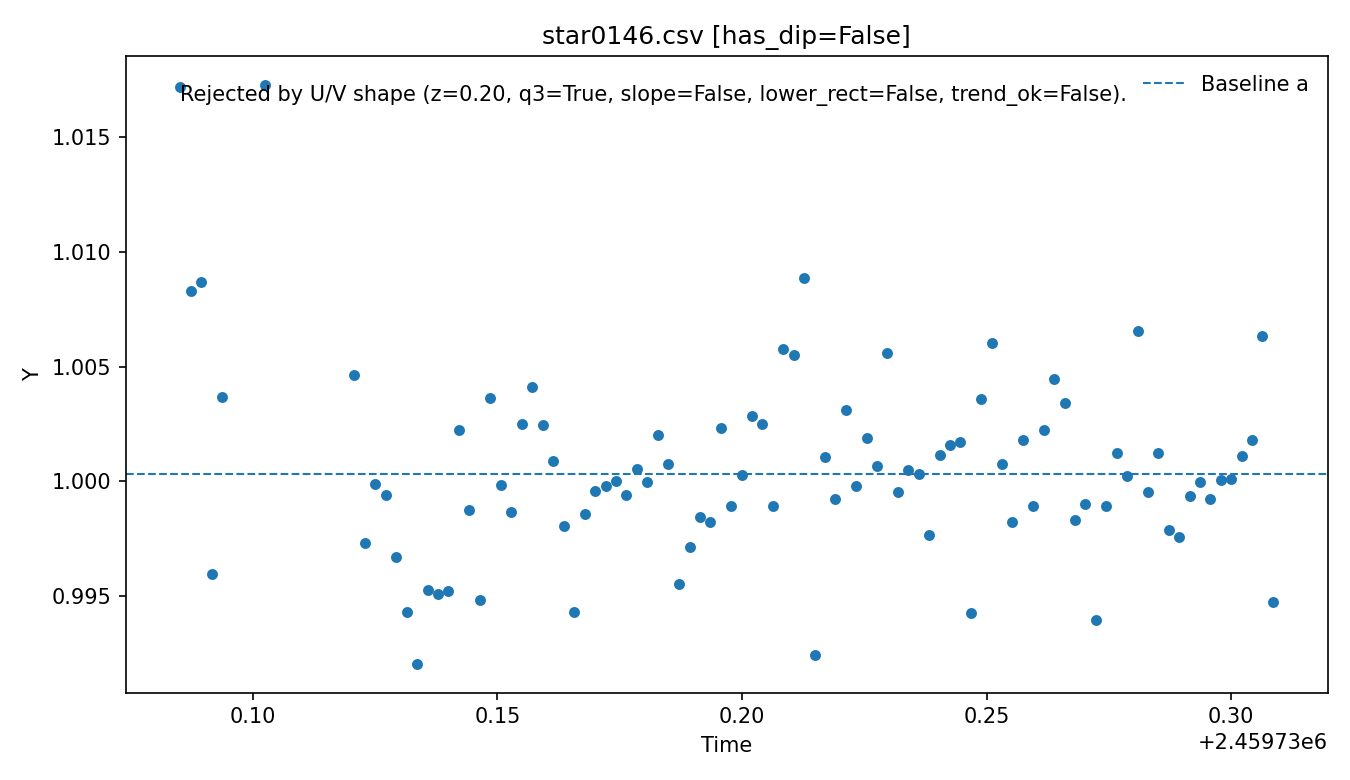 star0146.csv [has_dip=False]
Rejected by U/V shape (z=0.20, q3=True, slope=False, lower_rect=False, trend_ok=False).
Baseline a
Y
1.015
1.010
1.005
1.000
0.995
0.10
0.15
0.20
0.25
0.30
Time
+2.45973e6